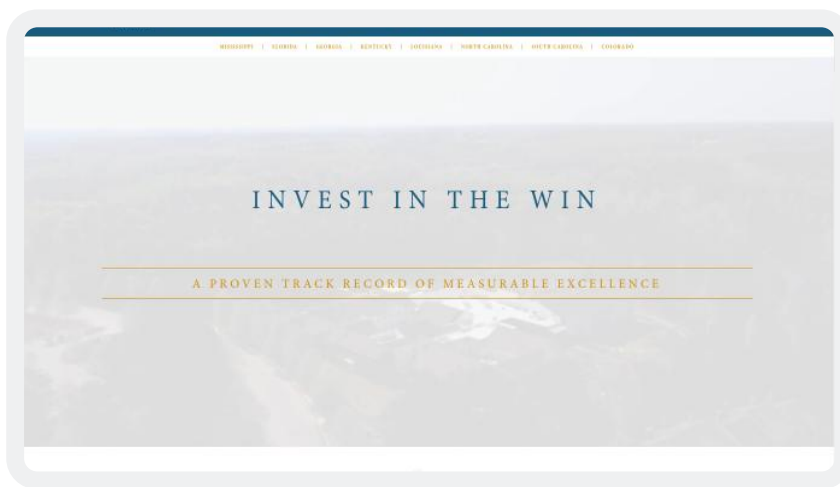 MISSISSIPPI | FLORIDA | GEORGIA | KENTUCKY | LOUISIANA | NORTH CAROLINA | SOUTH CAROLINA | COLORADO
INVEST IN THE WIN
A PROVEN TRACK RECORD OF MEASURABLE EXCELLENCE